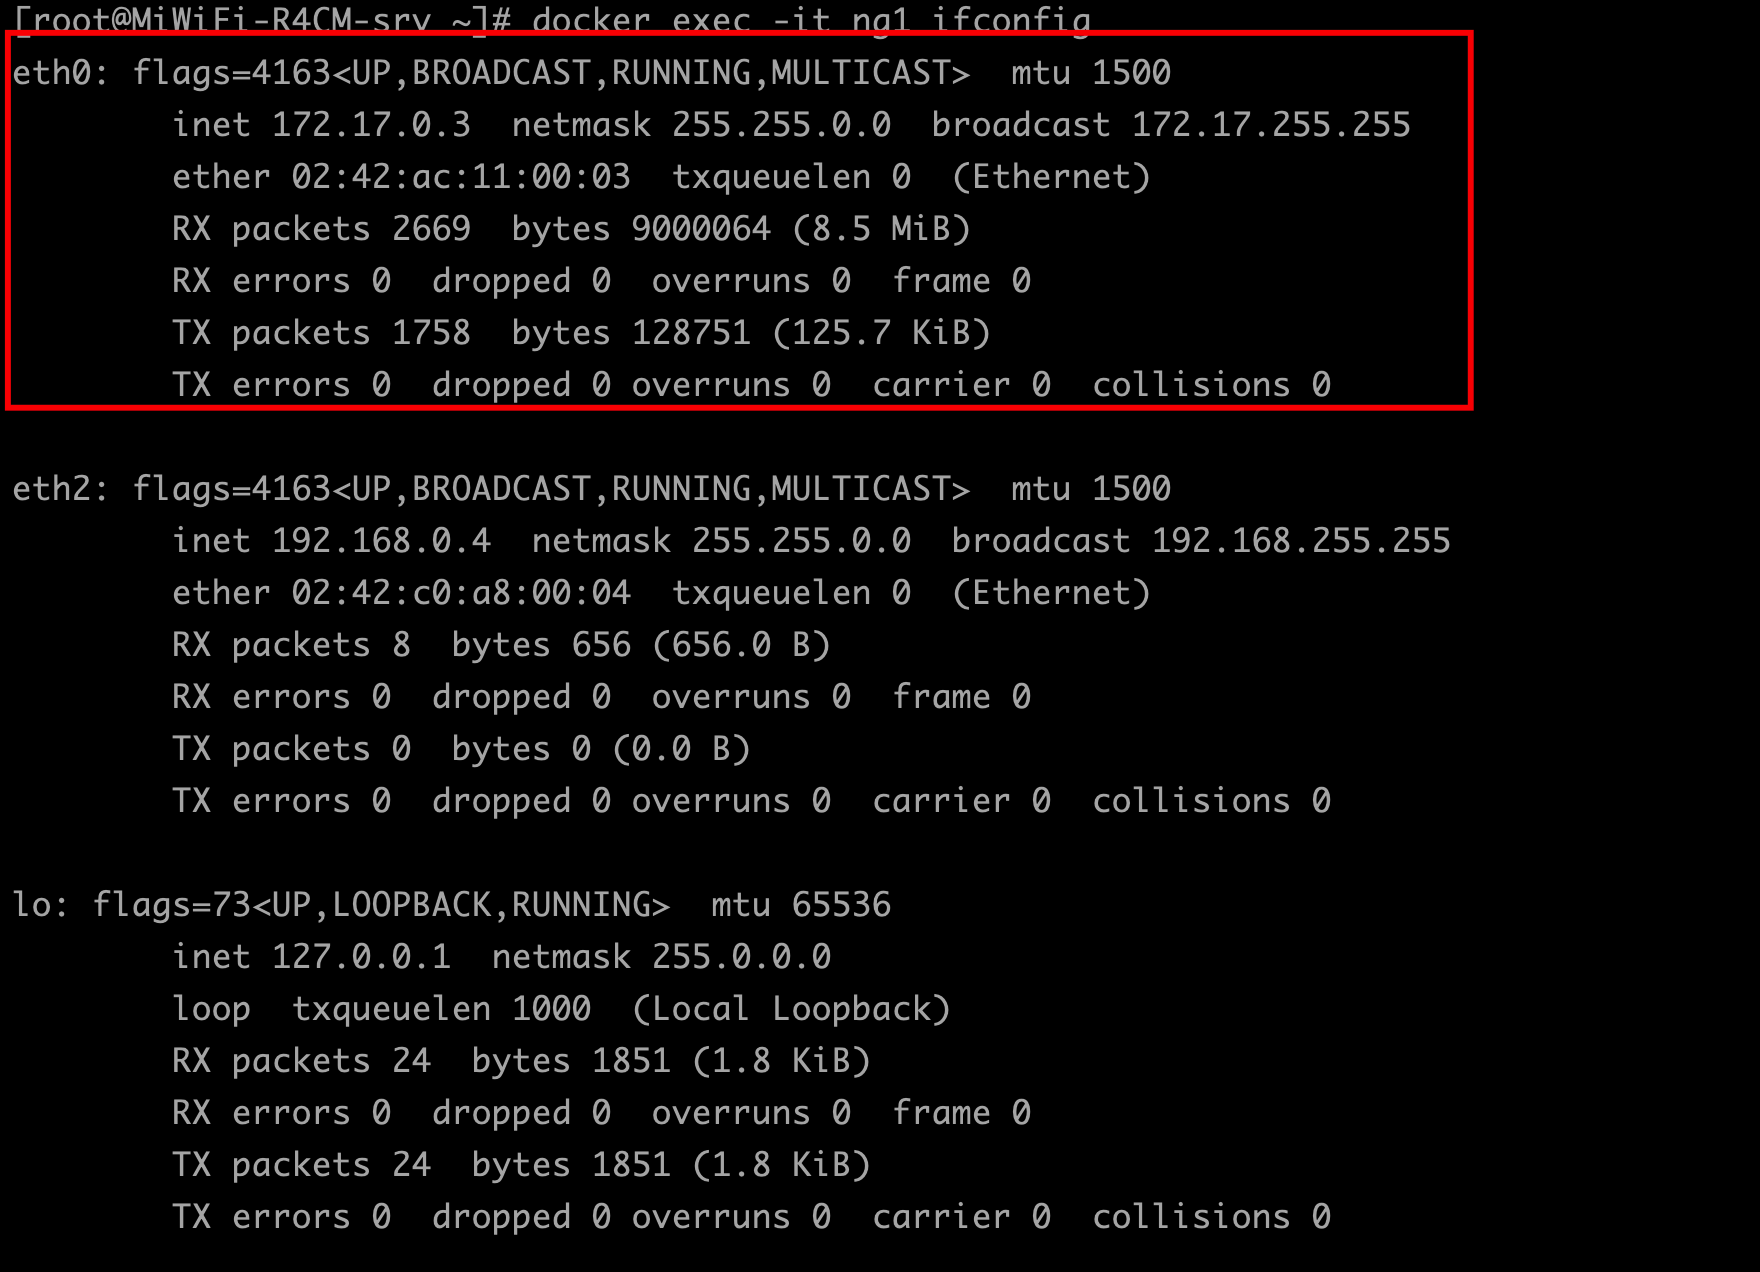 [root@MiWiFi-R4CM-srv ~]# docker exec -it ng1 ifconfig
eth0: flags=4163<UP,BROADCAST,RUNNING,MULTICAST>  mtu 1500
        inet 172.17.0.3  netmask 255.255.0.0  broadcast 172.17.255.255
        ether 02:42:ac:11:00:03  txqueuelen 0  (Ethernet)
        RX packets 2669  bytes 9000064 (8.5 MiB)
        RX errors 0  dropped 0  overruns 0  frame 0
        TX packets 1758  bytes 128751 (125.7 KiB)
        TX errors 0  dropped 0 overruns 0  carrier 0  collisions 0

eth2: flags=4163<UP,BROADCAST,RUNNING,MULTICAST>  mtu 1500
        inet 192.168.0.4  netmask 255.255.0.0  broadcast 192.168.255.255
        ether 02:42:c0:a8:00:04  txqueuelen 0  (Ethernet)
        RX packets 8  bytes 656 (656.0 B)
        RX errors 0  dropped 0  overruns 0  frame 0
        TX packets 0  bytes 0 (0.0 B)
        TX errors 0  dropped 0 overruns 0  carrier 0  collisions 0

lo: flags=73<UP,LOOPBACK,RUNNING>  mtu 65536
        inet 127.0.0.1  netmask 255.0.0.0
        loop  txqueuelen 1000  (Local Loopback)
        RX packets 24  bytes 1851 (1.8 KiB)
        RX errors 0  dropped 0  overruns 0  frame 0
        TX packets 24  bytes 1851 (1.8 KiB)
        TX errors 0  dropped 0 overruns 0  carrier 0  collisions 0